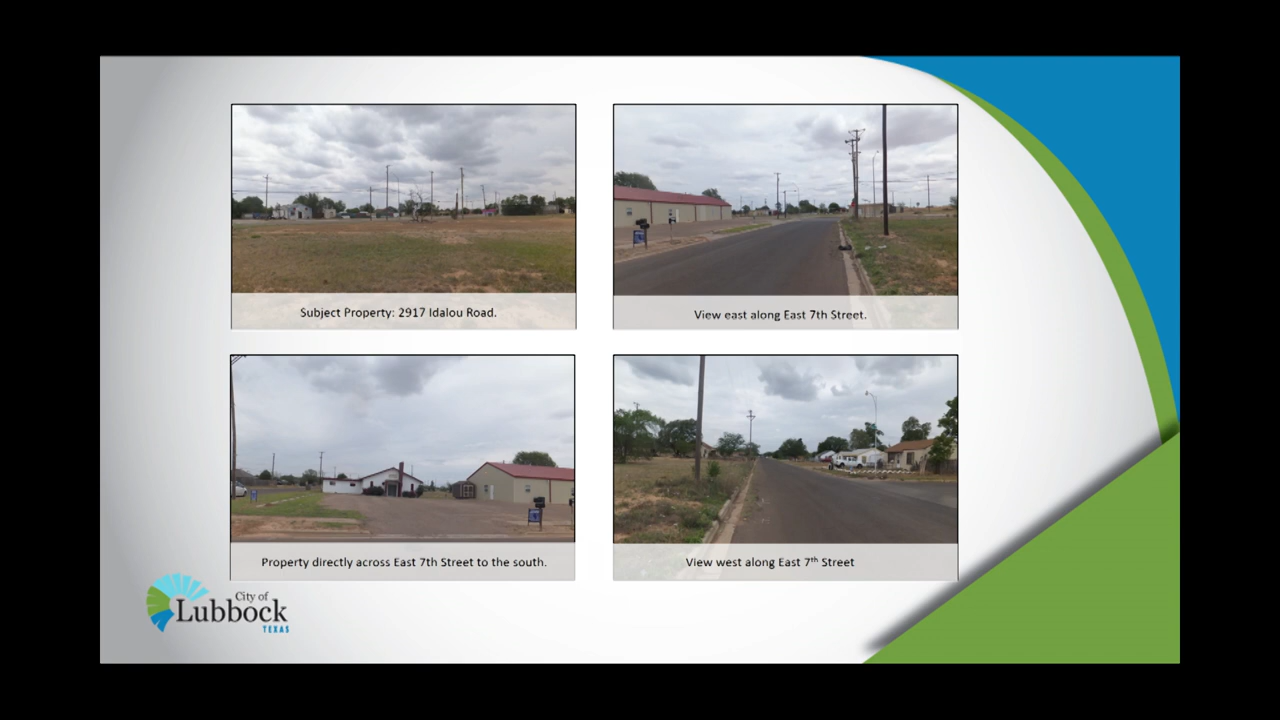 Subject Property: 2917 Idalou Road.
View east along East 7th Street.
Property directly across East 7th Street to the south.
View west along East 7th Street
City of
Lubbock
TEXAS